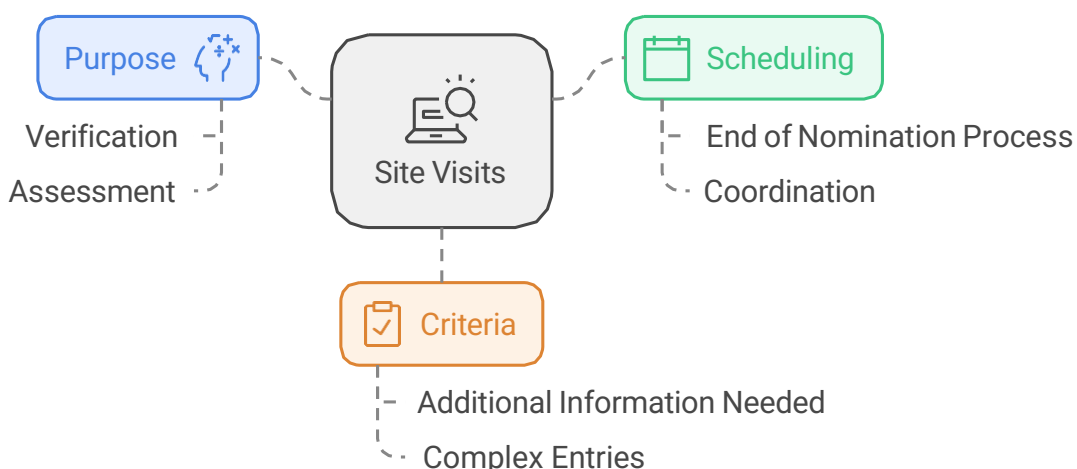 Purpose
Verification
Assessment
Site Visits
Scheduling
End of Nomination Process
Coordination
Criteria
Additional Information Needed
Complex Entries